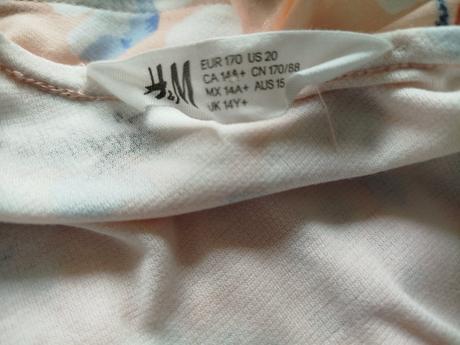 H&M
EUR 170 US 20
CA 14+ CN 170/88
MX 14A+ AUS 15
UK 14Y+